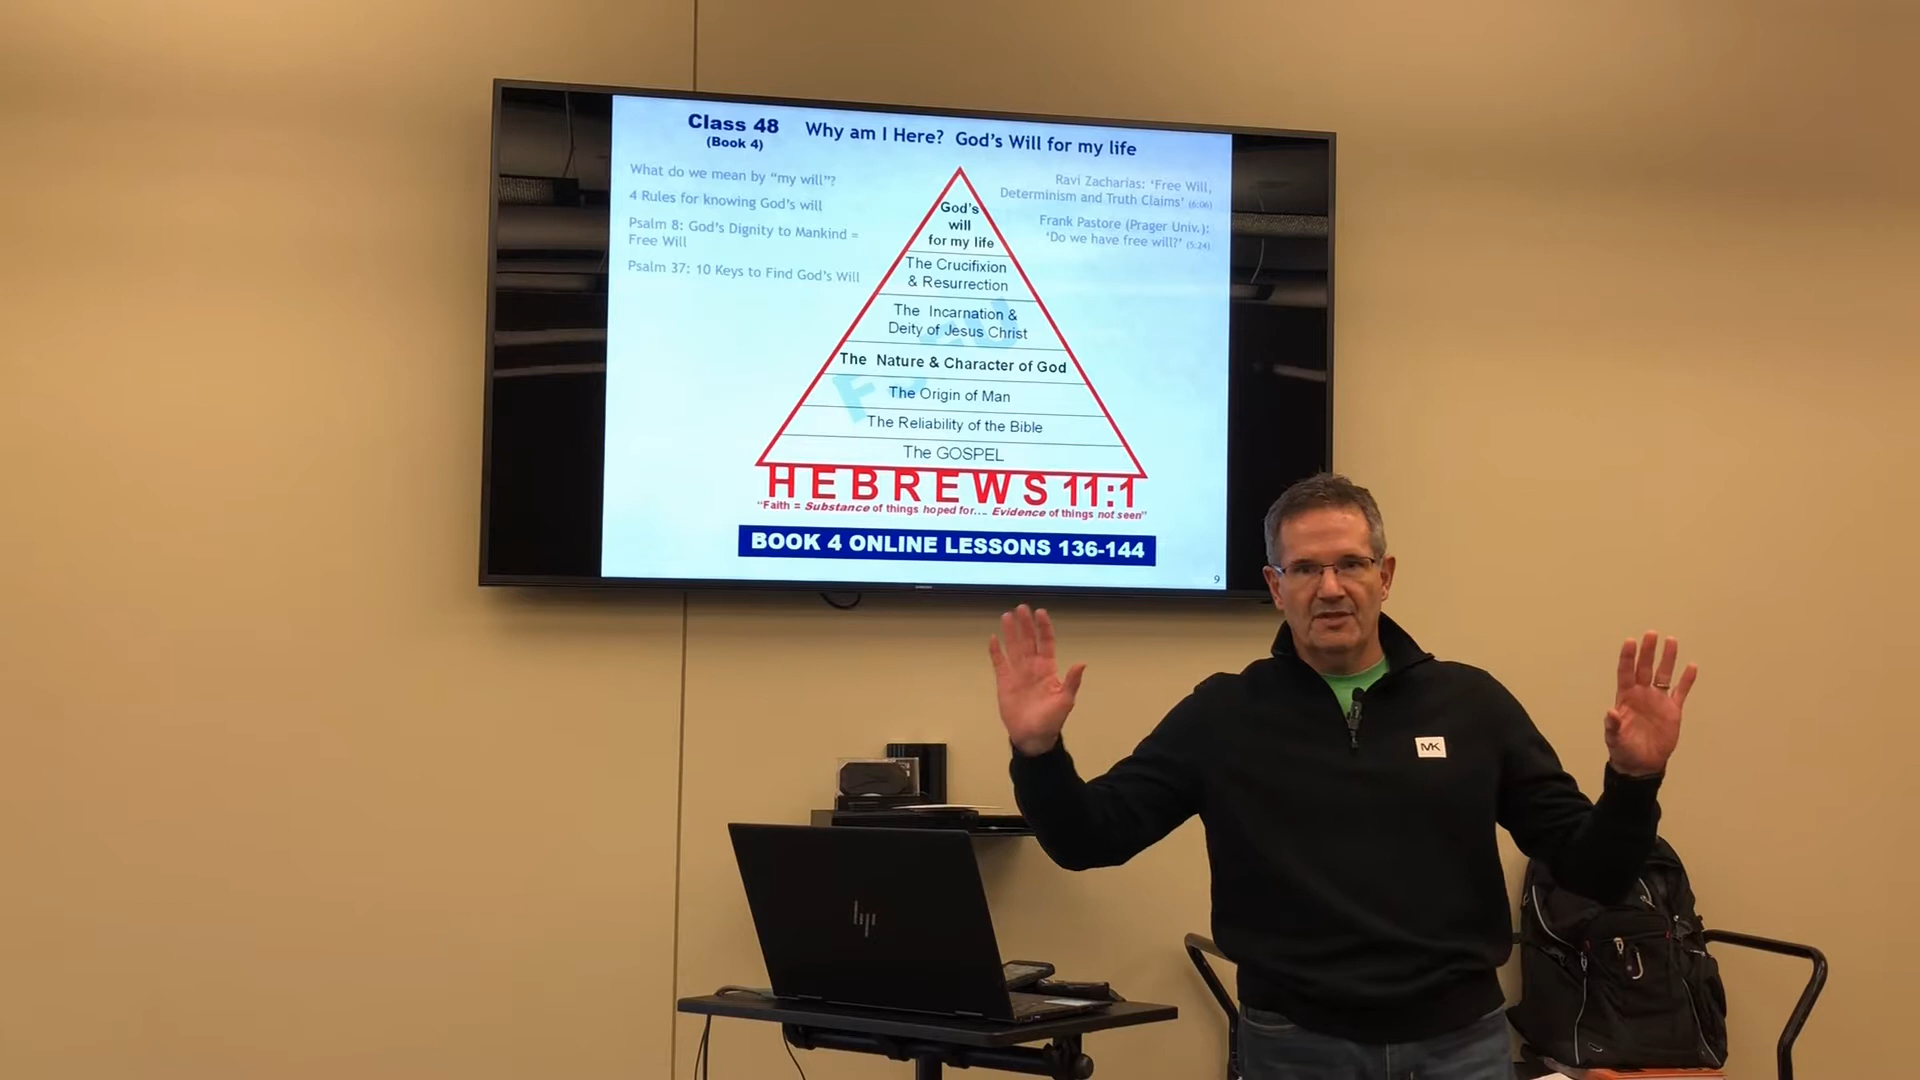 Class 48
(Book 4)
Why am I Here? God's Will for my life
What do we mean by "my will"?
4 Rules for knowing God's will
Psalm 8: God's Dignity to Mankind =
Free Will
Psalm 37: 10 Keys to Find God's Will
Ravi Zacharias: 'Free Will,
Determinism and Truth Claims' (6:06)
Frank Pastore (Prager Univ.):
'Do we have free will?' (5:24)
God's
will
for my life
The Crucifixion
& Resurrection
The Incarnation &
Deity of Jesus Christ
The Nature & Character of God
The Origin of Man
The Reliability of the Bible
The GOSPEL
HEBREWS 11:1
"Faith = Substance of things hoped for.... Evidence of things not seen"
BOOK 4 ONLINE LESSONS 136-144
9
MK
hp